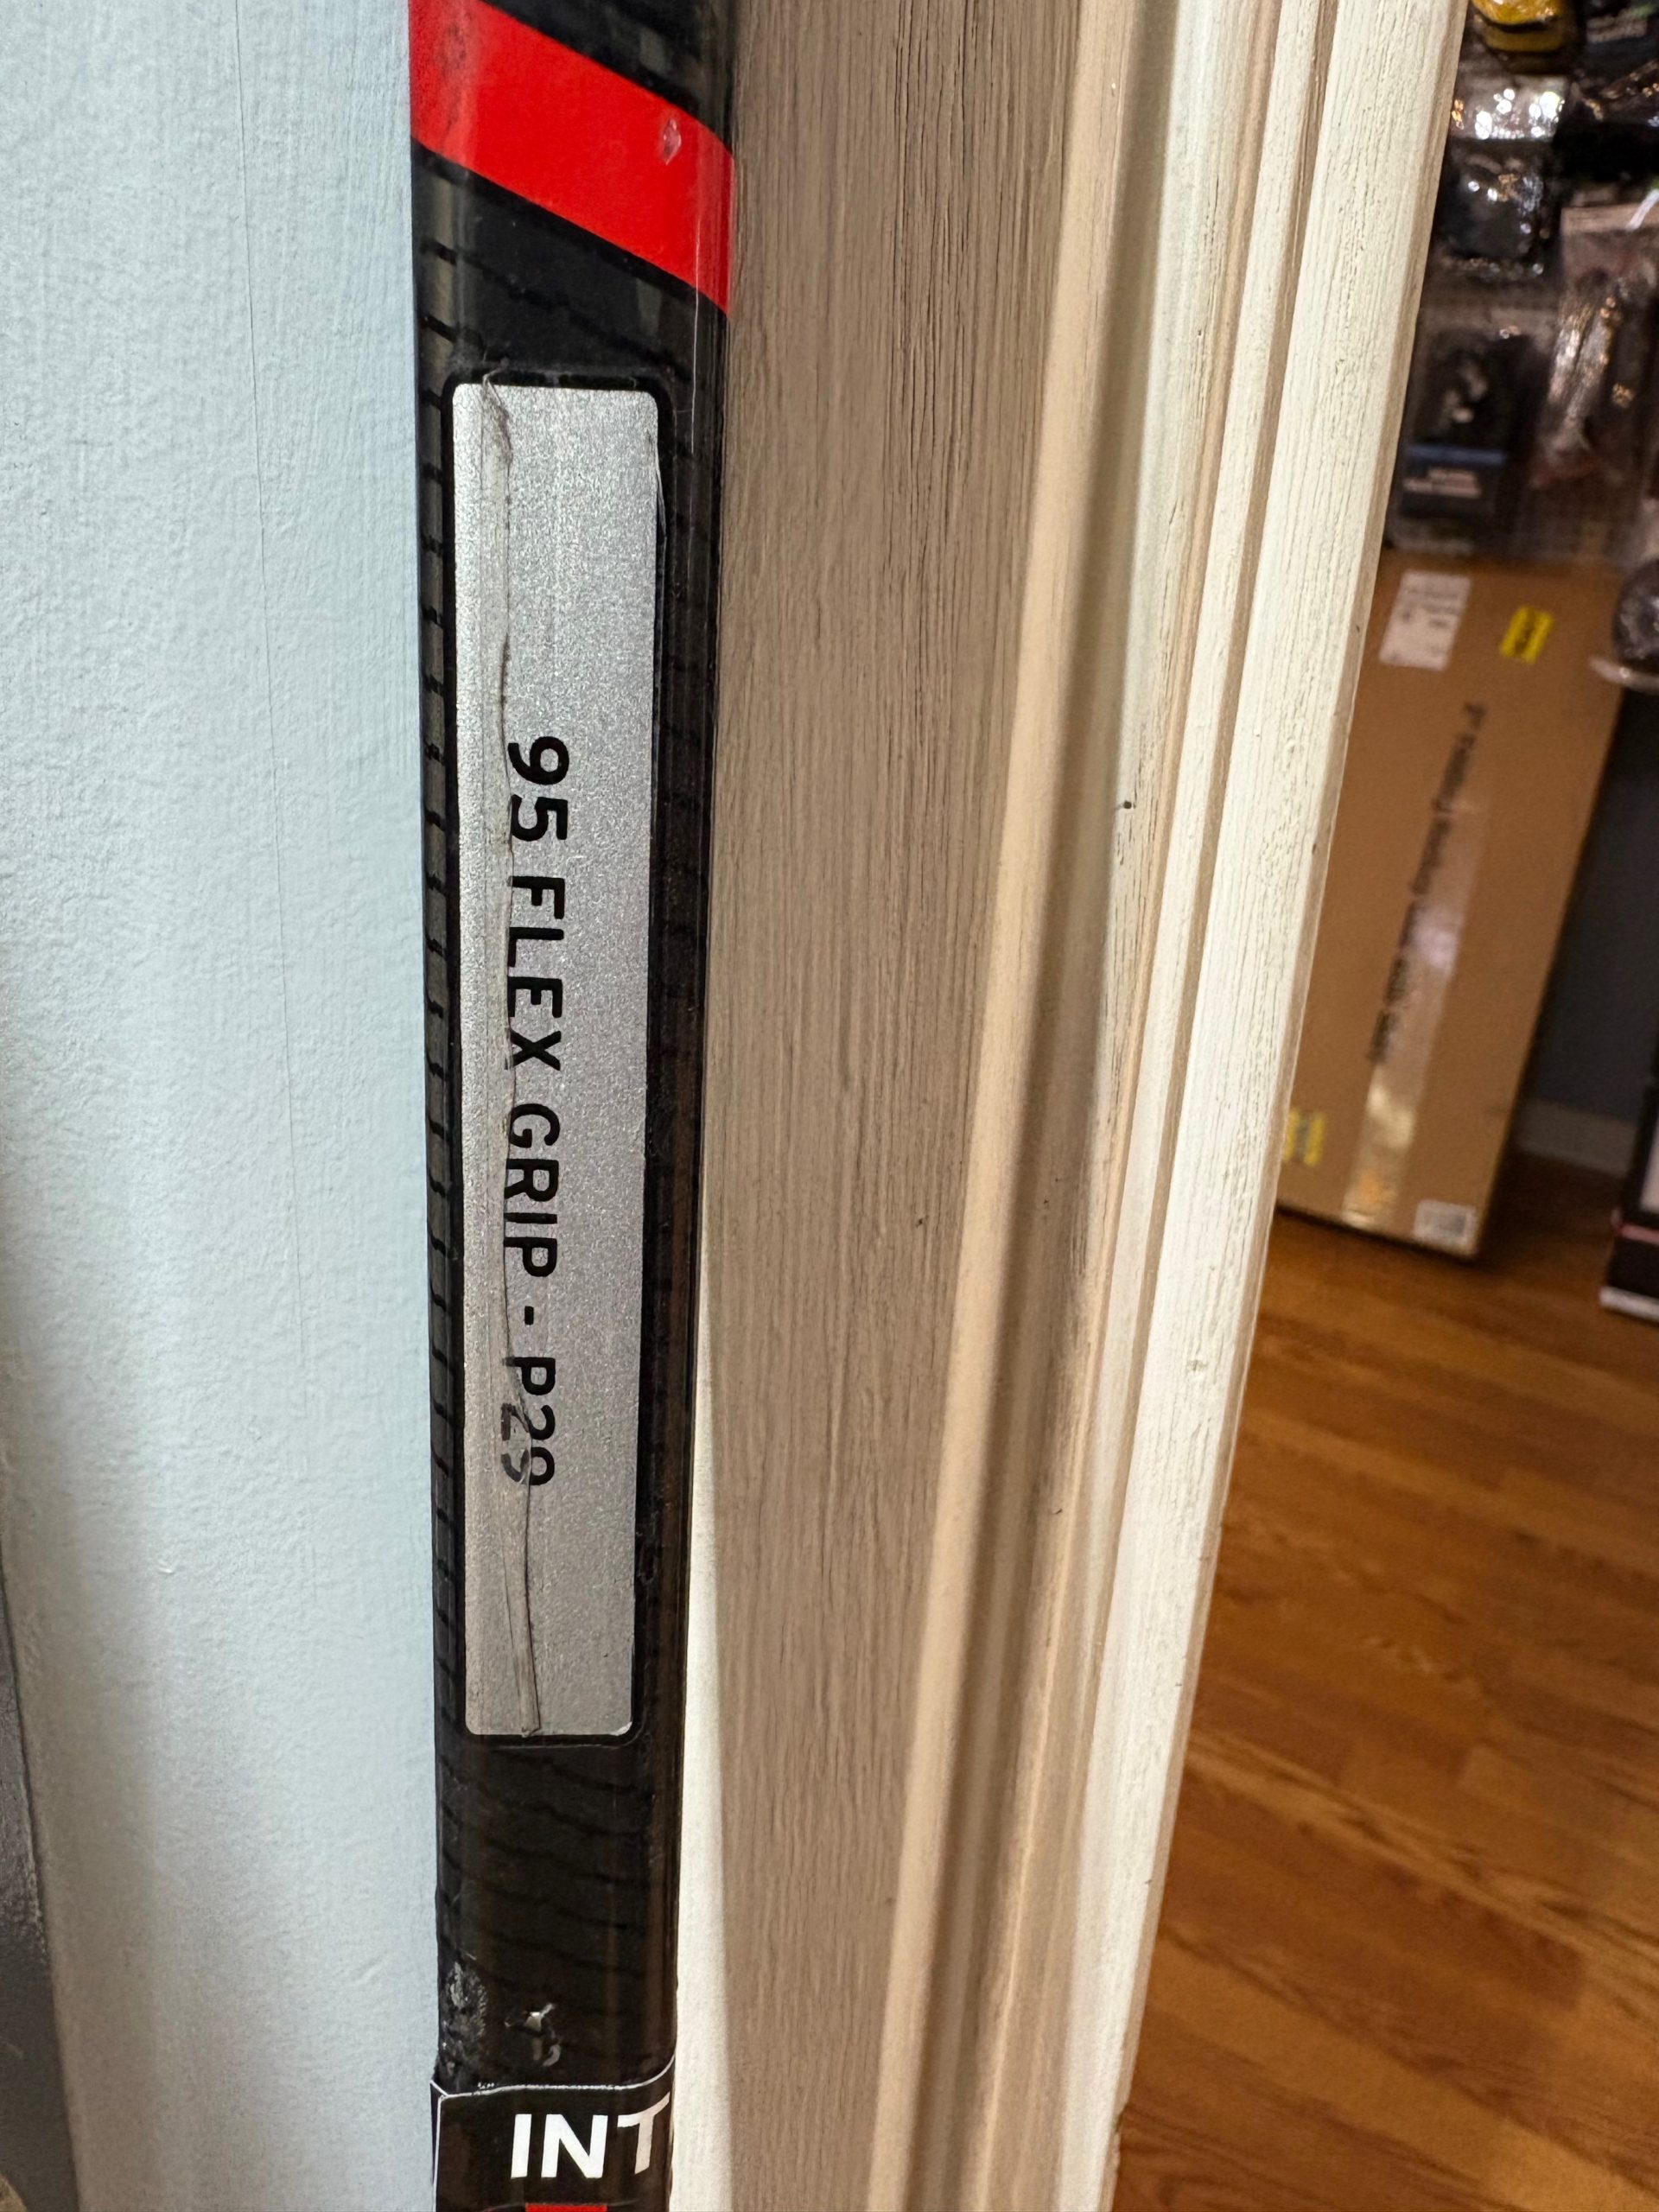 95 FLEX GRIP - P29
INT